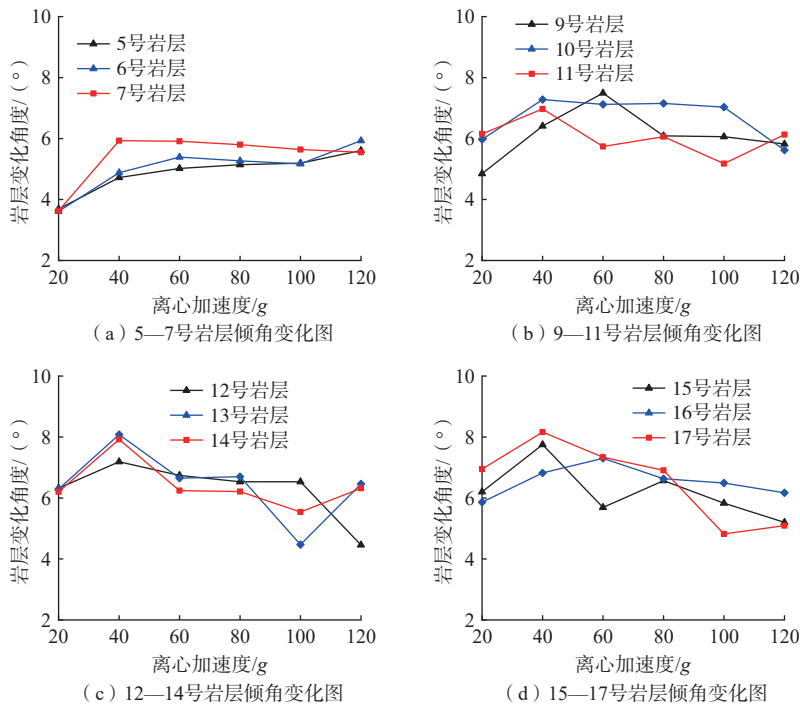 10
8
6
4
2
岩层变化角度/（°）
5号岩层
6号岩层
7号岩层
20 40 60 80 100 120
离心加速度/g
（a）5—7号岩层倾角变化图
10
8
6
4
2
岩层变化角度/（°）
9号岩层
10号岩层
11号岩层
20 40 60 80 100 120
离心加速度/g
（b）9—11号岩层倾角变化图
10
8
6
4
2
岩层变化角度/（°）
12号岩层
13号岩层
14号岩层
20 40 60 80 100 120
离心加速度/g
（c）12—14号岩层倾角变化图
10
8
6
4
2
岩层变化角度/（°）
15号岩层
16号岩层
17号岩层
20 40 60 80 100 120
离心加速度/g
（d）15—17号岩层倾角变化图